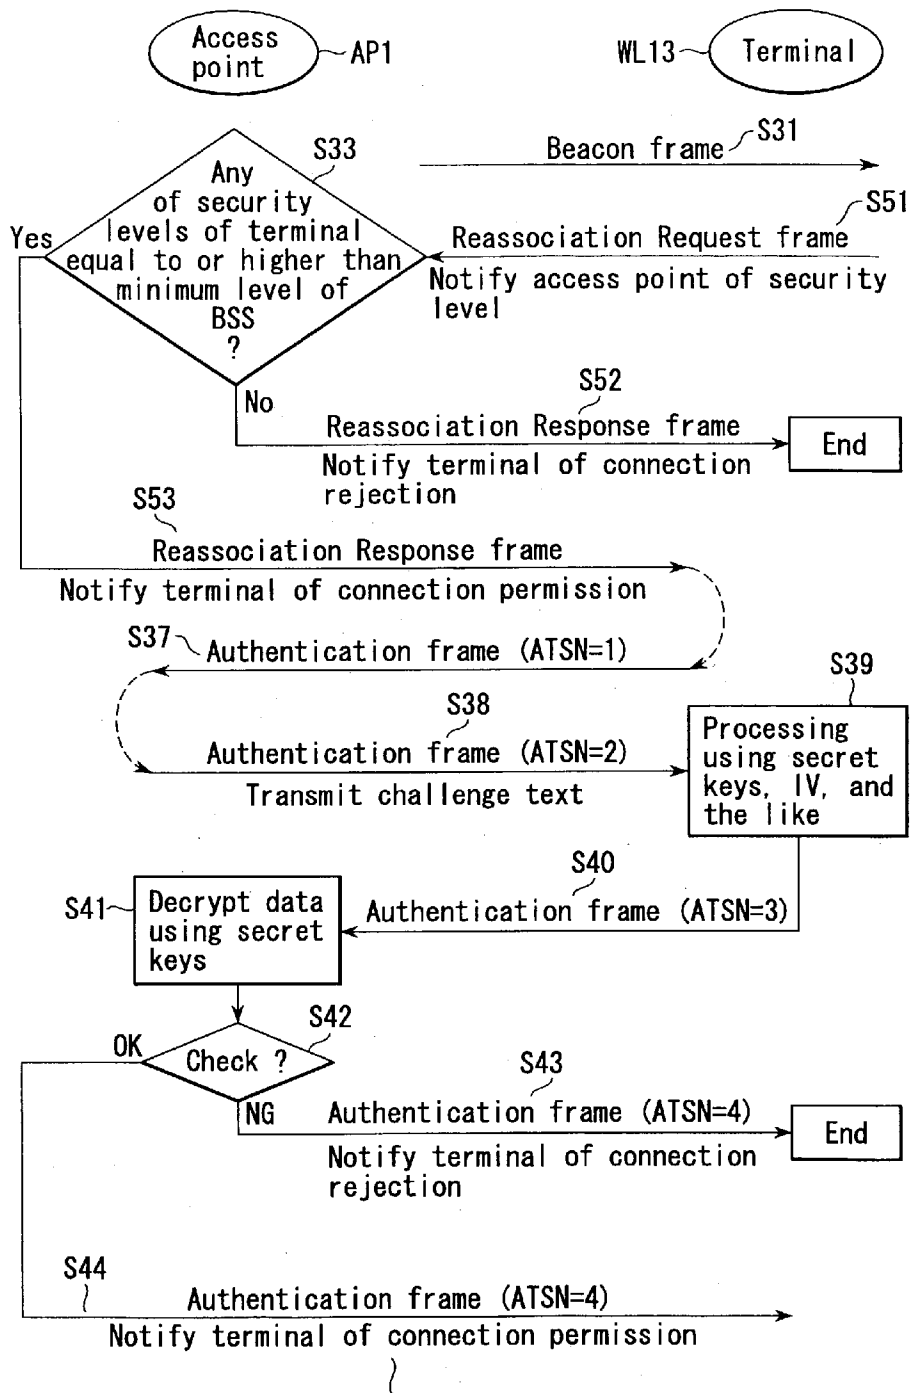 Access
point
AP1
WL13
Terminal
S31
Beacon frame
S33
Any
of security
levels of terminal
equal to or higher than
minimum level of
BSS
?
Yes
S51
Reassociation Request frame
Notify access point of security
level
No
S52
Reassociation Response frame
Notify terminal of connection
rejection
End
S53
Reassociation Response frame
Notify terminal of connection permission
S37
Authentication frame (ATSN=1)
S38
Authentication frame (ATSN=2)
Transmit challenge text
S39
Processing
using secret
keys, IV, and
the like
S40
Authentication frame (ATSN=3)
S41
Decrypt data
using secret
keys
S42
Check ?
OK
NG
S43
Authentication frame (ATSN=4)
Notify terminal of connection
rejection
End
S44
Authentication frame (ATSN=4)
Notify terminal of connection permission